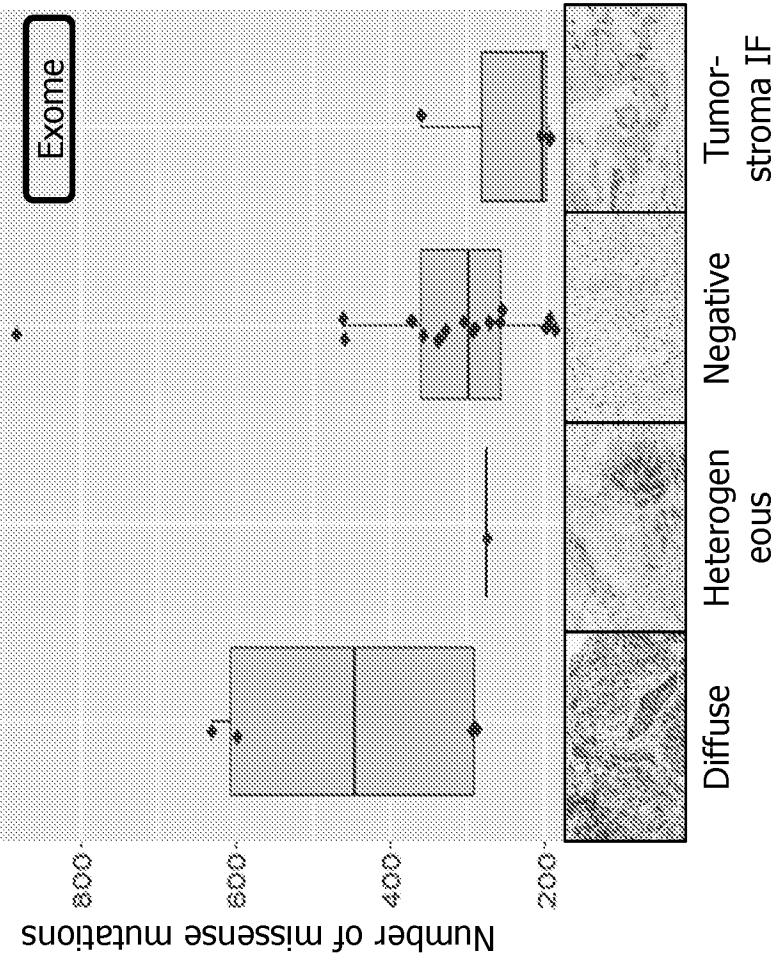 Exome
Number of missense mutations
800
600
400
200
Diffuse
Heterogen
eous
Negative
Tumor-
stroma IF